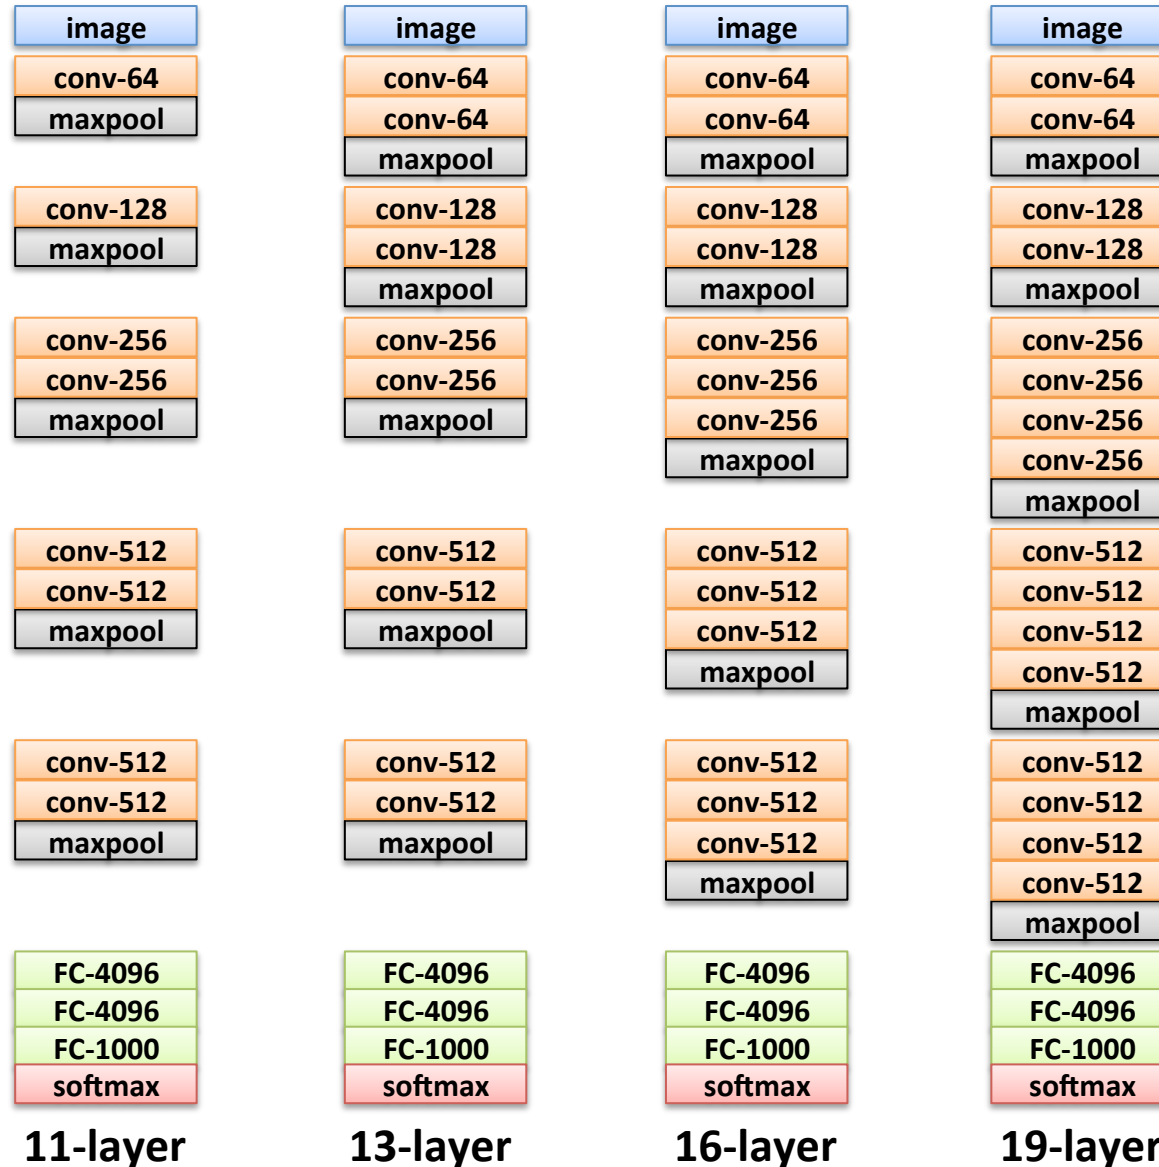 image
conv-64
maxpool
conv-128
maxpool
conv-256
conv-256
maxpool
conv-512
conv-512
maxpool
conv-512
conv-512
maxpool
FC-4096
FC-4096
FC-1000
softmax
11-layer
image
conv-64
conv-64
maxpool
conv-128
conv-128
maxpool
conv-256
conv-256
maxpool
conv-512
conv-512
maxpool
conv-512
conv-512
maxpool
FC-4096
FC-4096
FC-1000
softmax
13-layer
image
conv-64
conv-64
maxpool
conv-128
conv-128
maxpool
conv-256
conv-256
conv-256
maxpool
conv-512
conv-512
conv-512
maxpool
conv-512
conv-512
conv-512
maxpool
FC-4096
FC-4096
FC-1000
softmax
16-layer
image
conv-64
conv-64
maxpool
conv-128
conv-128
maxpool
conv-256
conv-256
conv-256
conv-256
maxpool
conv-512
conv-512
conv-512
conv-512
maxpool
conv-512
conv-512
conv-512
conv-512
maxpool
FC-4096
FC-4096
FC-1000
softmax
19-layer